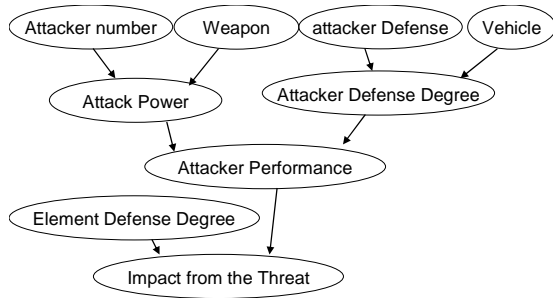 Attacker number
Weapon
attacker Defense
Vehicle
Attack Power
Attacker Defense Degree
Attacker Performance
Element Defense Degree
Impact from the Threat